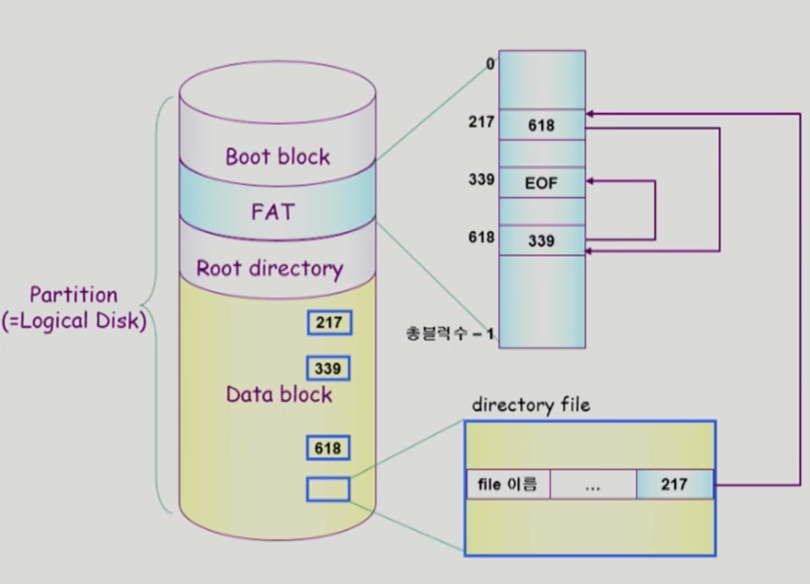 Boot block
FAT
Root directory
Partition
(=Logical Disk)
217
339
Data block
618
0
217
618
339
EOF
618
339
총블럭수 – 1
directory file
file 이름
...
217